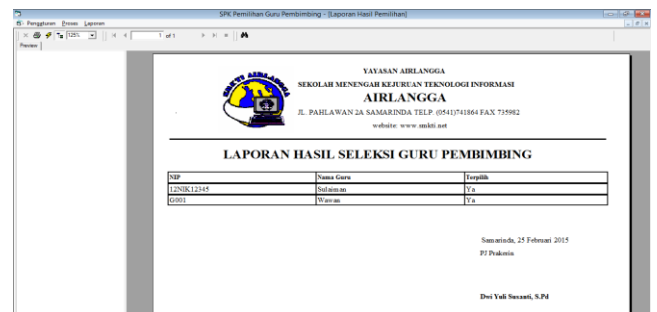 SPK Pemilihan Guru Pembimbing - [Laporan Hasil Pemilihan]
Pengaturan Proses Laporan
125% 1 of 1
Preview
YAYASAN AIRLANGGA
SEKOLAH MENENGAH KEJURUAN TEKNOLOGI INFORMASI
AIRLANGGA
JL. PAHLAWAN 2A SAMARINDA TELP. (0541)741864 FAX 735982
website: www.smkti.net
SMKTI AIRLANGGA
LAPORAN HASIL SELEKSI GURU PEMBIMBING
NIP Nama Guru Terpilih
12NIK12345 Sulaiman Ya
G001 Wawan Ya
Samarinda, 25 Februari 2015
PJ Prakerin
Dwi Yuli Susanti, S.Pd